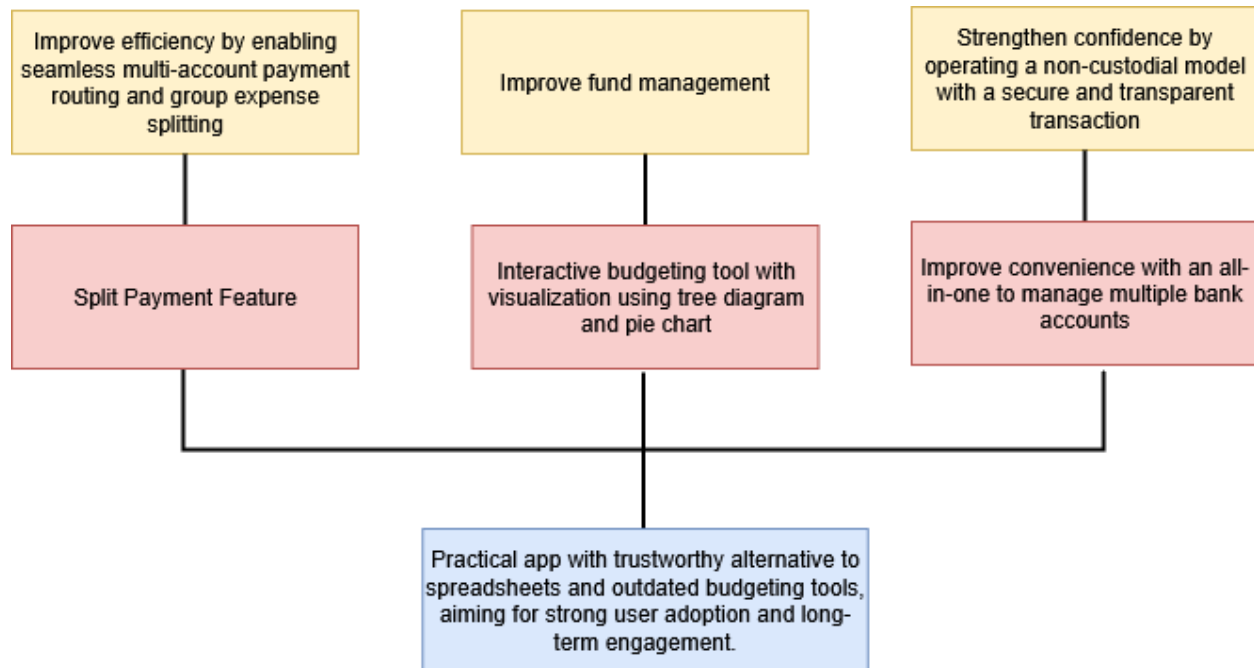 Improve efficiency by enabling
seamless multi-account payment
routing and group expense
splitting
Improve fund management
Strengthen confidence by
operating a non-custodial model
with a secure and transparent
transaction
Split Payment Feature
Interactive budgeting tool with
visualization using tree diagram
and pie chart
Improve convenience with an all-
in-one to manage multiple bank
accounts
Practical app with trustworthy alternative to
spreadsheets and outdated budgeting tools,
aiming for strong user adoption and long-
term engagement.